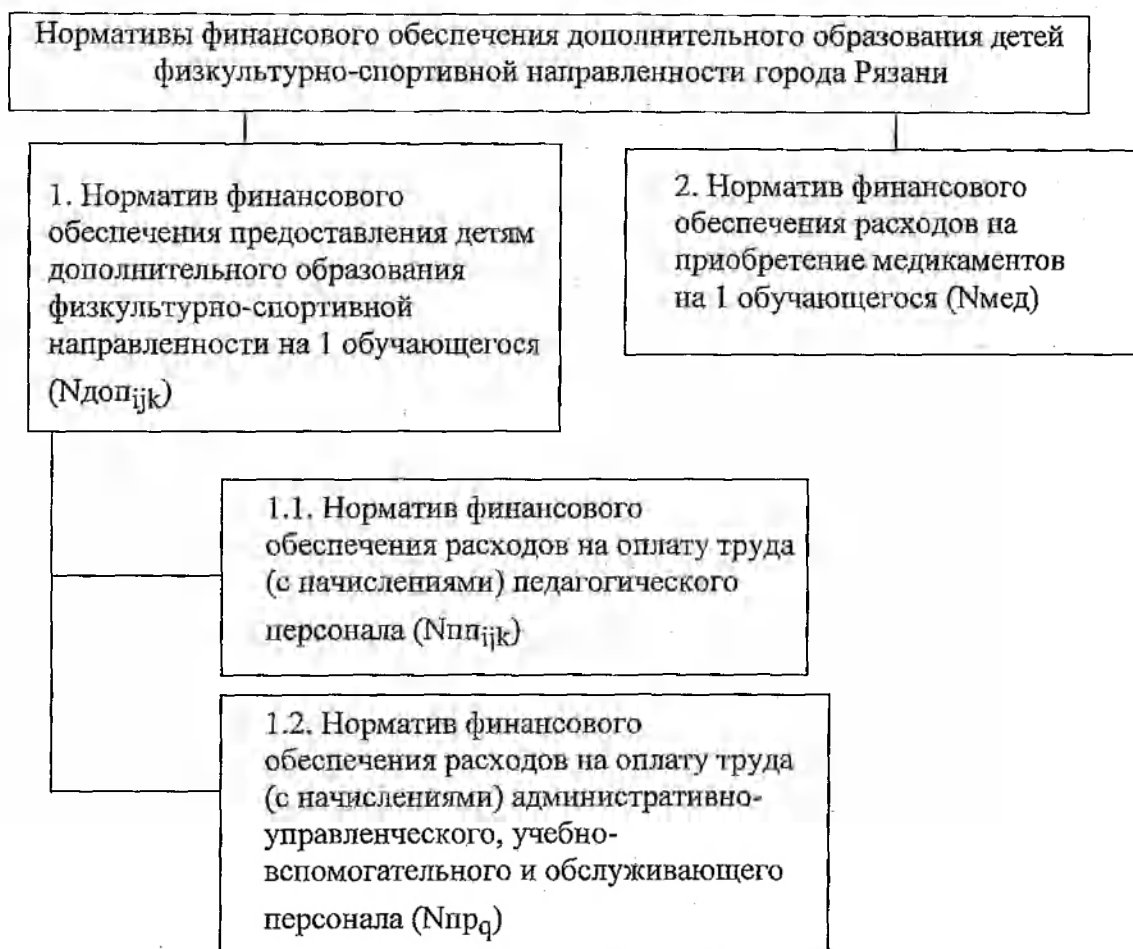 Нормативы финансового обеспечения дополнительного образования детей
физкультурно-спортивной направленности города Рязани
1. Норматив финансового
обеспечения предоставления детям
дополнительного образования
физкультурно-спортивной
направленности на 1 обучающегося
(Nдопijk)
2. Норматив финансового
обеспечения расходов на
приобретение медикаментов
на 1 обучающегося (Nмед)
1.1. Норматив финансового
обеспечения расходов на оплату труда
(с начислениями) педагогического
персонала (Nппijk)
1.2. Норматив финансового
обеспечения расходов на оплату труда
(с начислениями) административно-
управленческого, учебно-
вспомогательного и обслуживающего
персонала (Nпрq)